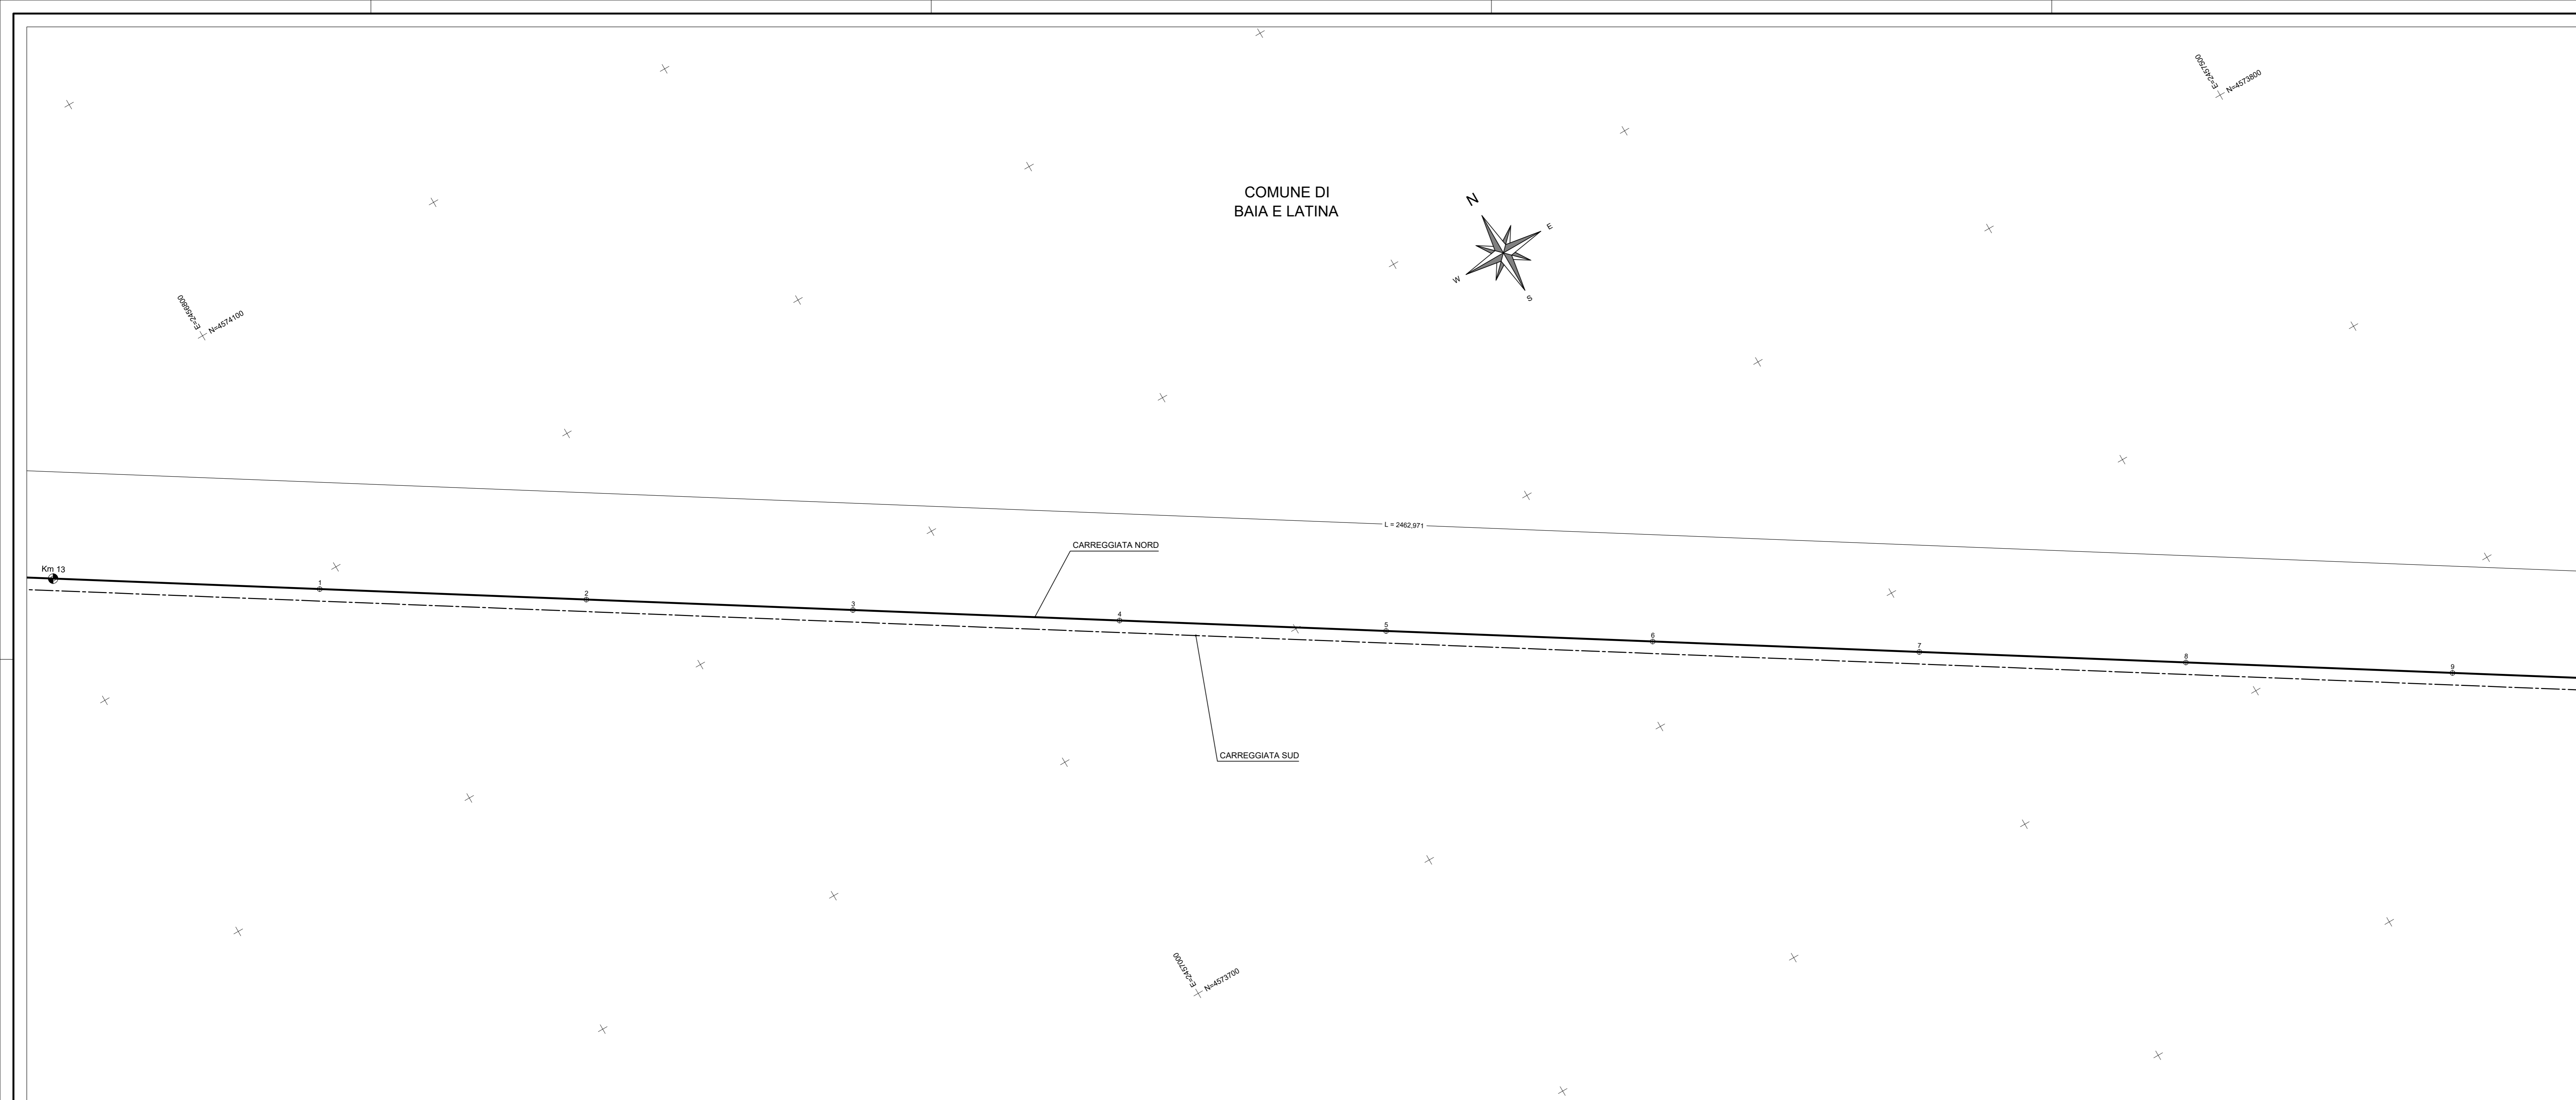 E=2457500
N=4573800
COMUNE DI
BAIA E LATINA
N
E
W
S
E=2456800
N=4574100
L = 2462,971
CARREGGIATA NORD
Km 13
1
2
3
4
5
6
7
8
9
CARREGGIATA SUD
E=2457000
N=4573700